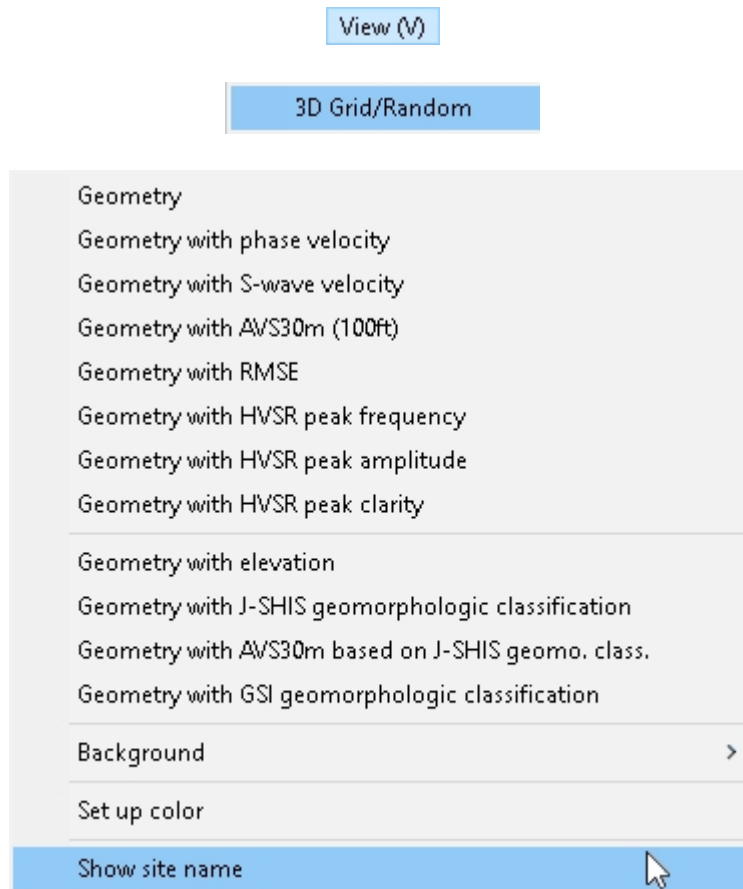 View (V)
3D Grid/Random
Geometry
Geometry with phase velocity
Geometry with S-wave velocity
Geometry with AVS30m (100ft)
Geometry with RMSE
Geometry with HVSR peak frequency
Geometry with HVSR peak amplitude
Geometry with HVSR peak clarity
Geometry with elevation
Geometry with J-SHIS geomorphologic classification
Geometry with AVS30m based on J-SHIS geomo. class.
Geometry with GSI geomorphologic classification
Background
Set up color
Show site name